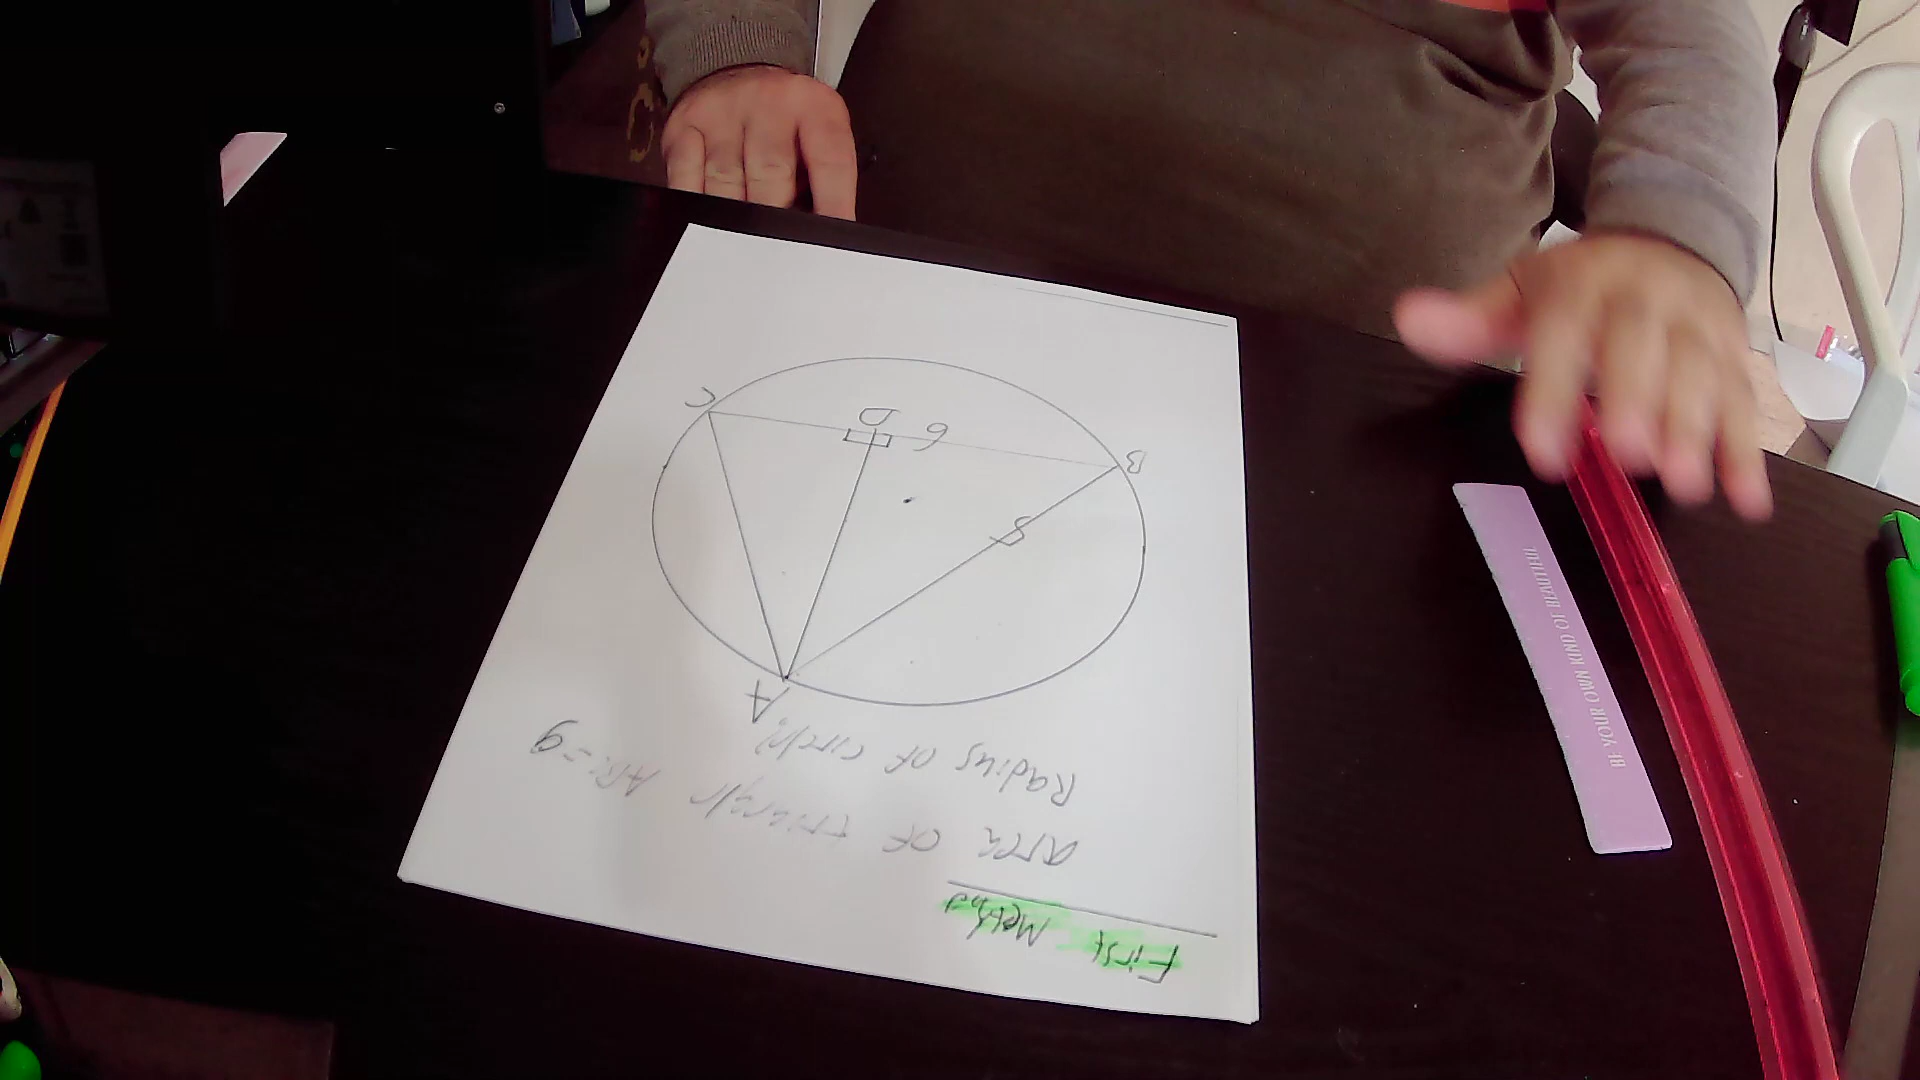 First Method
area of triangle ABC = 9
Radius of circle?
A
8
B
6
D
C
BE YOUR OWN KIND OF BEAUTIFUL